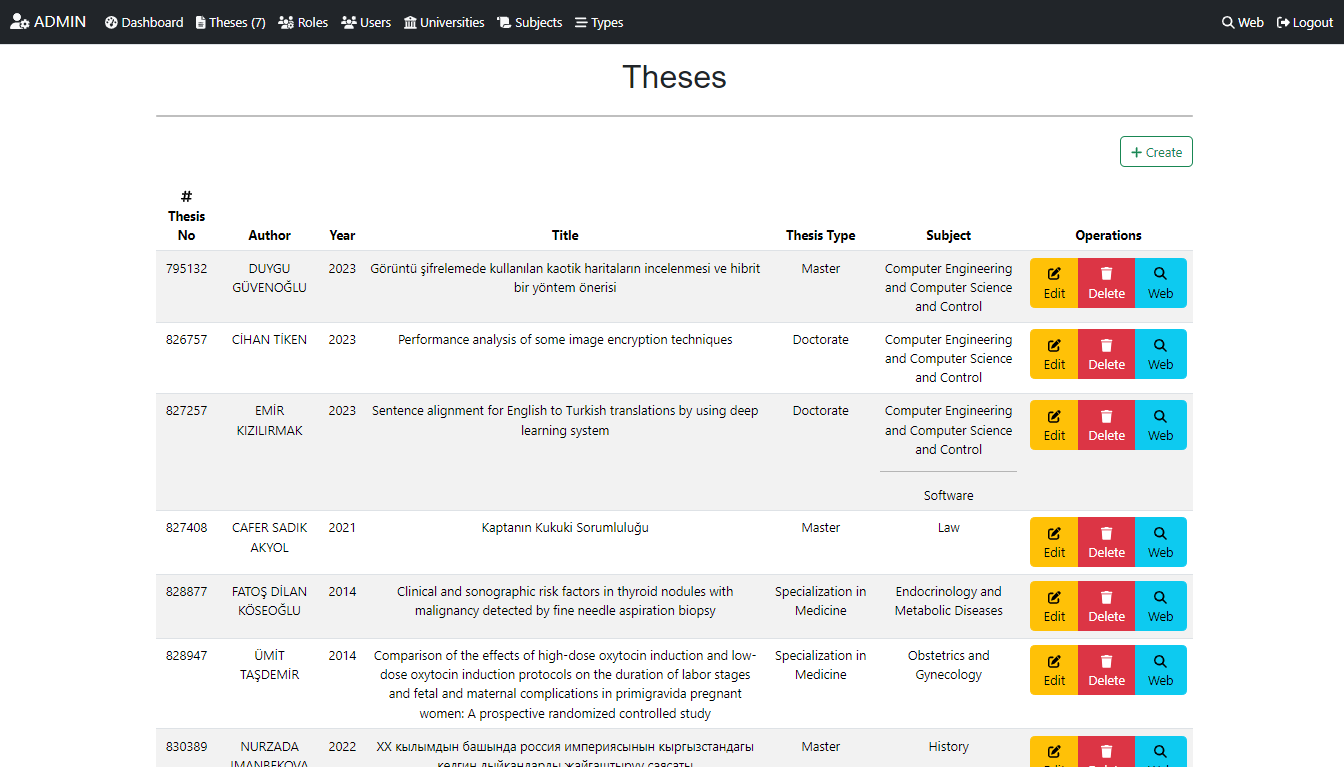 ADMIN Dashboard Theses (7) Roles Users Universities Subjects Types Web Logout
Theses
+ Create
#
Thesis
No Author Year Title Thesis Type Subject Operations
795132 DUYGU 2023 Görüntü şifrelemede kullanılan kaotik haritaların incelenmesi ve hibrit Master Computer Engineering
GÜVENOĞLU bir yöntem önerisi and Computer Science Edit Delete Web
and Control
826757 CİHAN TİKEN 2023 Performance analysis of some image encryption techniques Doctorate Computer Engineering
and Computer Science Edit Delete Web
and Control
827257 EMİR 2023 Sentence alignment for English to Turkish translations by using deep Doctorate Computer Engineering
KIZILIRMAK learning system and Computer Science Edit Delete Web
and Control
Software
827408 CAFER SADIK 2021 Kaptanın Kukuki Sorumluluğu Master Law
AKYOL Edit Delete Web
828877 FATOŞ DİLAN 2014 Clinical and sonographic risk factors in thyroid nodules with Specialization in Endocrinology and
KÖSEOĞLU malignancy detected by fine needle aspiration biopsy Medicine Metabolic Diseases Edit Delete Web
828947 ÜMİT 2014 Comparison of the effects of high-dose oxytocin induction and low- Specialization in Obstetrics and
TAŞDEMİR dose oxytocin induction protocols on the duration of labor stages Medicine Gynecology Edit Delete Web
and fetal and maternal complications in primigravida pregnant
women: A prospective randomized controlled study
830389 NURZADA 2022 XX кылымдын башында россия империясынын кыргызстандагы Master History
IMANBEKOVA келгин дыйкандарды жайгаштыруу саясаты